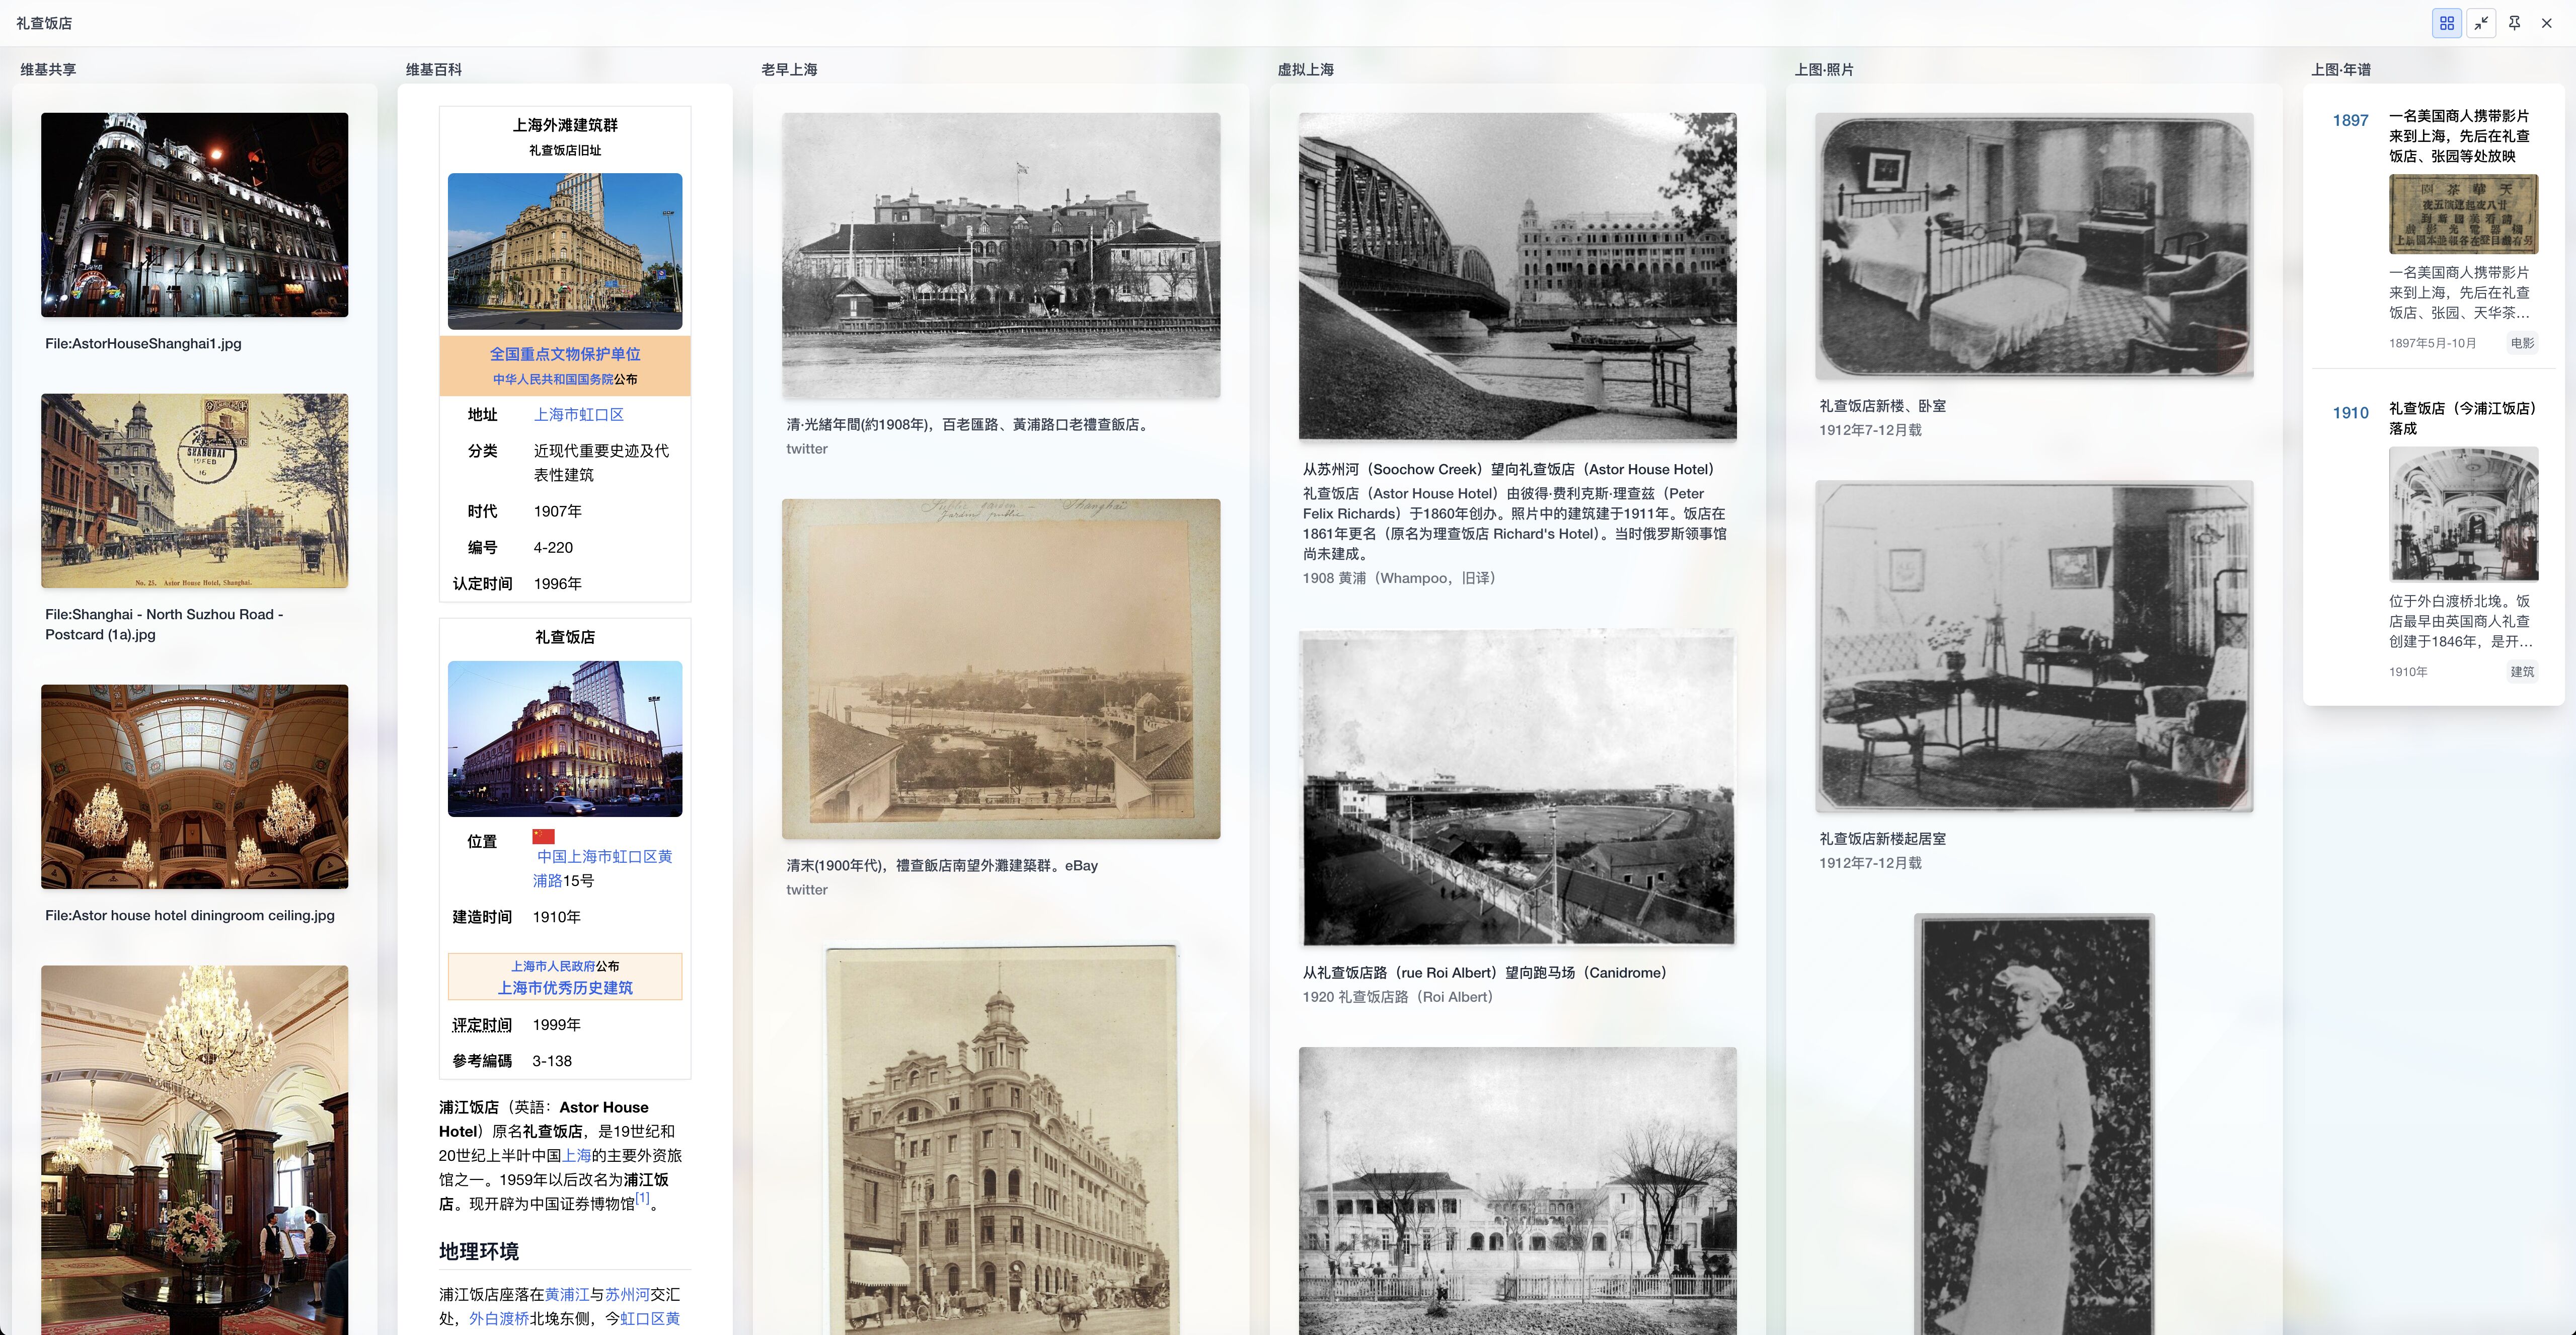 礼查饭店
维基共享
File:AstorHouseShanghai1.jpg
SHANGHAI
No. 25. Astor House Hotel, Shanghai.
File:Shanghai - North Suzhou Road -
Postcard (1a).jpg
File:Astor house hotel diningroom ceiling.jpg
维基百科
上海外滩建筑群
礼查饭店旧址
全国重点文物保护单位
中华人民共和国国务院公布
地址 上海市虹口区
分类 近现代重要史迹及代
表性建筑
时代 1907年
编号 4-220
认定时间 1996年
礼查饭店
位置
中国上海市虹口区黄
浦路15号
建造时间 1910年
上海市人民政府公布
上海市优秀历史建筑
评定时间 1999年
參考編碼 3-138
浦江饭店（英語：Astor House
Hotel）原名礼查饭店，是19世纪和
20世纪上半叶中国上海的主要外资旅
馆之一。1959年以后改名为浦江饭
店。现开辟为中国证券博物馆[1]。
地理环境
浦江饭店座落在黄浦江与苏州河交汇
处，外白渡桥北堍东侧，今虹口区黄
老早上海
清·光緒年間(約1908年)，百老匯路、黃浦路口老禮查飯店。
twitter
Public garden - Shanghai
Jardin public
清末(1900年代)，禮查飯店南望外灘建築群。eBay
twitter
虚拟上海
从苏州河（Soochow Creek）望向礼查饭店（Astor House Hotel）
礼查饭店（Astor House Hotel）由彼得·费利克斯·理查兹（Peter
Felix Richards）于1860年创办。照片中的建筑建于1911年。饭店在
1861年更名（原名为理查饭店 Richard's Hotel）。当时俄罗斯领事馆
尚未建成。
1908 黄浦（Whampoo，旧译）
从礼查饭店路（rue Roi Albert）望向跑马场（Canidrome）
1920 礼查饭店路（Roi Albert）
上图·照片
礼查饭店新楼、卧室
1912年7-12月载
礼查饭店新楼起居室
1912年7-12月载
上图·年谱
1897
一名美国商人携带影片
来到上海，先后在礼查
饭店、张园等处放映
一名美国商人携带影片
来到上海，先后在礼查
饭店、张园、天华茶...
1897年5月-10月 电影
1910
礼查饭店（今浦江饭店）
落成
位于外白渡桥北堍。饭
店最早由英国商人礼查
创建于1846年，是开...
1910年 建筑